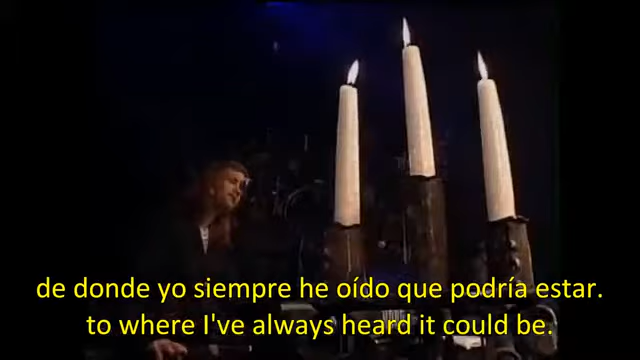 de donde yo siempre he oído que podría estar.
to where I've always heard it could be.